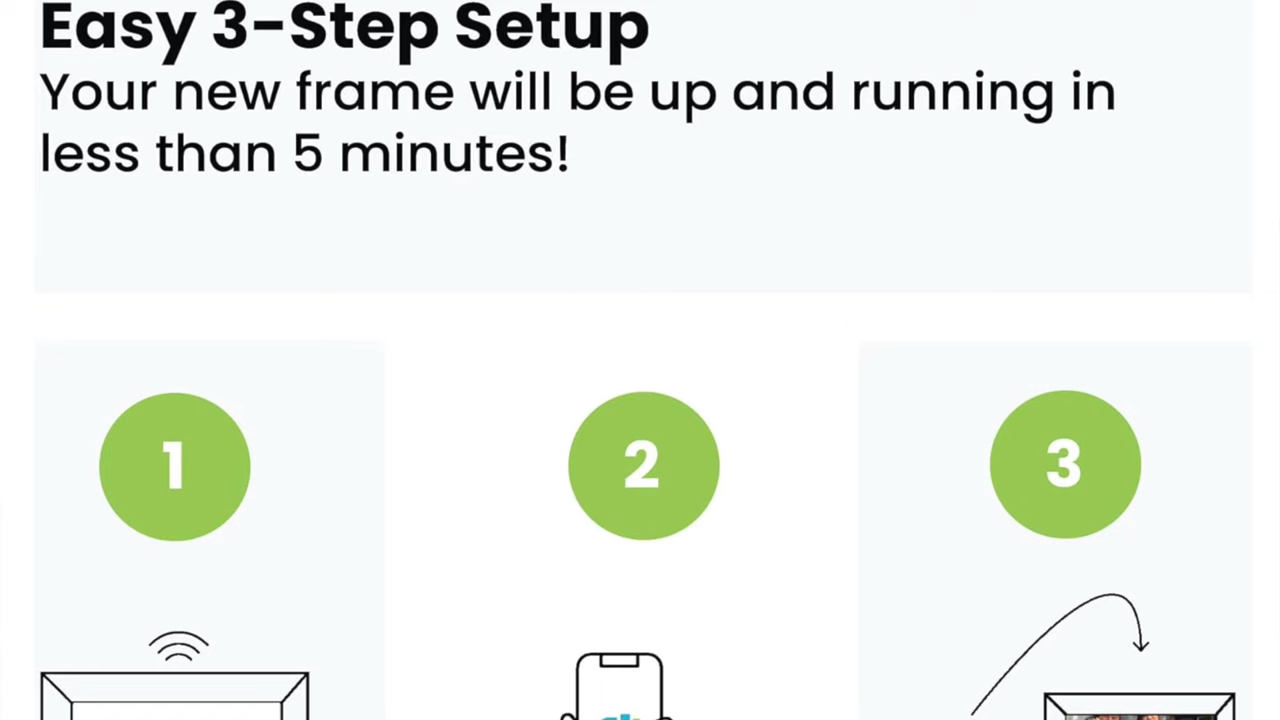 Easy 3-Step Setup
Your new frame will be up and running in
less than 5 minutes!
1
2
3